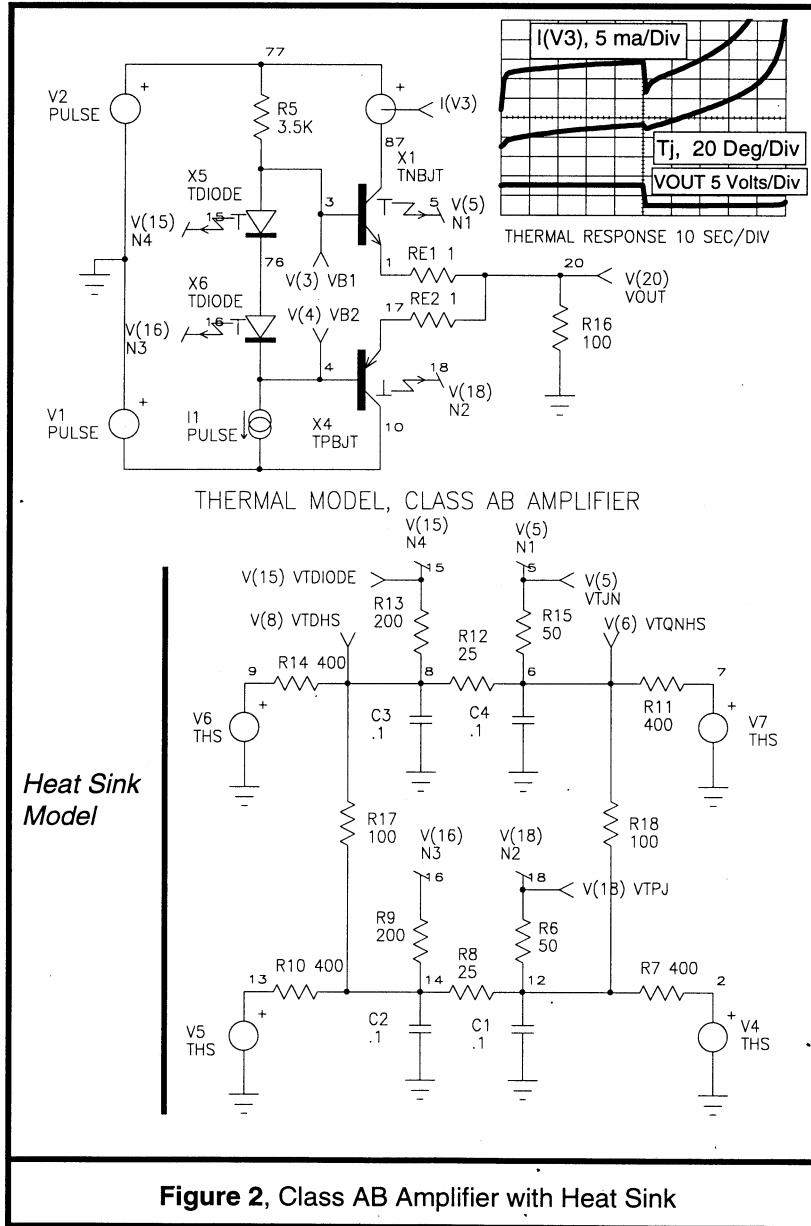 77
V2
PULSE
+
R5
3.5K
+
I(V3)
87
X1
TNBJT
X5
TDIODE
V(15)
N4
15
T
3
T
5
V(5)
N1
76
V(3) VB1
1
RE1 1
20
V(20)
VOUT
X6
TDIODE
V(16)
N3
16
T
V(4) VB2
17
RE2 1
R16
100
4
T
18
V(18)
N2
V1
PULSE
+
I1
PULSE
X4
TPBJT
10
I(V3), 5 ma/Div
Tj, 20 Deg/Div
VOUT 5 Volts/Div
THERMAL RESPONSE 10 SEC/DIV
THERMAL MODEL, CLASS AB AMPLIFIER
V(15)
N4
15
V(5)
N1
5
V(15) VTDIODE
V(5)
VTJN
V(8) VTDHS
R13
200
R15
50
V(6) VTQNHS
R12
25
9
R14 400
8
6
7
V6
THS
+
C3
.1
C4
.1
R11
400
V7
THS
+
Heat Sink
Model
R17
100
R18
100
V(16)
N3
16
V(18)
N2
18
V(18) VTPJ
R9
200
R6
50
R8
25
13
R10 400
14
12
R7 400
2
V5
THS
+
C2
.1
C1
.1
V4
THS
+
Figure 2, Class AB Amplifier with Heat Sink